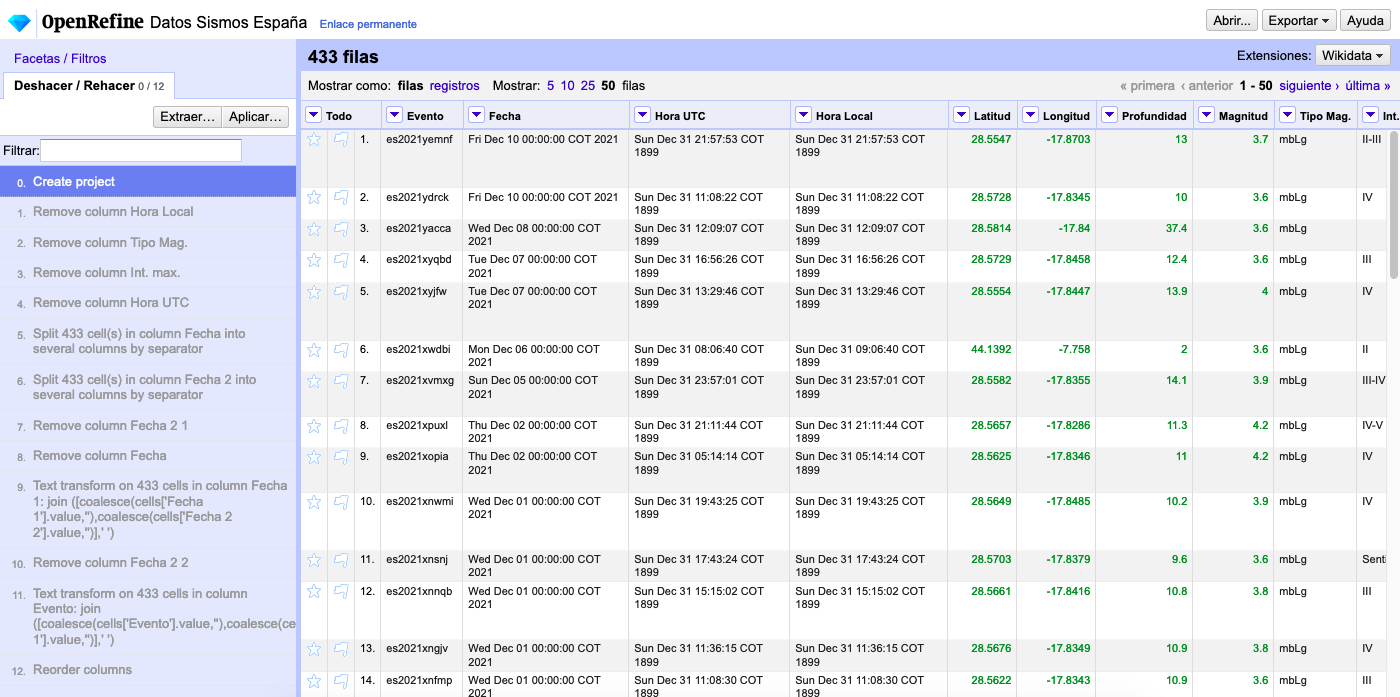 OpenRefine Datos Sismos España Enlace permanente Abrir... Exportar Ayuda
Facetas / Filtros
Deshacer / Rehacer 0 / 12
Extraer... Aplicar...
Filtrar:
0. Create project
1. Remove column Hora Local
2. Remove column Tipo Mag.
3. Remove column Int. max.
4. Remove column Hora UTC
5. Split 433 cell(s) in column Fecha into
several columns by separator
6. Split 433 cell(s) in column Fecha 2 into
several columns by separator
7. Remove column Fecha 2 1
8. Remove column Fecha
9. Text transform on 433 cells in column Fecha
1: join ([coalesce(cells['Fecha
1'].value,''),coalesce(cells['Fecha 2
2'].value,'')],' ')
10. Remove column Fecha 2 2
11. Text transform on 433 cells in column
Evento: join
([coalesce(cells['Evento'].value,''),coalesce(ce
1'].value,'')],' ')
12. Reorder columns
433 filas Extensiones: Wikidata
Mostrar como: filas registros Mostrar: 5 10 25 50 filas « primera ‹ anterior 1 - 50 siguiente › última »
Todo Evento Fecha Hora UTC Hora Local Latitud Longitud Profundidad Magnitud Tipo Mag. Int.
1. es2021yemnf Fri Dec 10 00:00:00 COT 2021 Sun Dec 31 21:57:53 COT Sun Dec 31 21:57:53 COT 28.5547 -17.8703 13 3.7 mbLg II-III
1899 1899
2. es2021ydrck Fri Dec 10 00:00:00 COT 2021 Sun Dec 31 11:08:22 COT Sun Dec 31 11:08:22 COT 28.5728 -17.8345 10 3.6 mbLg IV
1899 1899
3. es2021yacca Wed Dec 08 00:00:00 COT Sun Dec 31 12:09:07 COT Sun Dec 31 12:09:07 COT 28.5814 -17.84 37.4 3.6 mbLg
2021 1899 1899
4. es2021xyqbd Tue Dec 07 00:00:00 COT Sun Dec 31 16:56:26 COT Sun Dec 31 16:56:26 COT 28.5729 -17.8458 12.4 3.6 mbLg III
2021 1899 1899
5. es2021xyjfw Tue Dec 07 00:00:00 COT Sun Dec 31 13:29:46 COT Sun Dec 31 13:29:46 COT 28.5554 -17.8447 13.9 4 mbLg IV
2021 1899 1899
6. es2021xwdbi Mon Dec 06 00:00:00 COT Sun Dec 31 08:06:40 COT Sun Dec 31 09:06:40 COT 44.1392 -7.758 2 3.6 mbLg II
2021 1899 1899
7. es2021xvmxg Sun Dec 05 00:00:00 COT Sun Dec 31 23:57:01 COT Sun Dec 31 23:57:01 COT 28.5582 -17.8355 14.1 3.9 mbLg III-IV
2021 1899 1899
8. es2021xpuxl Thu Dec 02 00:00:00 COT Sun Dec 31 21:11:44 COT Sun Dec 31 21:11:44 COT 28.5657 -17.8286 11.3 4.2 mbLg IV-V
2021 1899 1899
9. es2021xopia Thu Dec 02 00:00:00 COT Sun Dec 31 05:14:14 COT Sun Dec 31 05:14:14 COT 28.5625 -17.8346 11 4.2 mbLg IV
2021 1899 1899
10. es2021xnwmi Wed Dec 01 00:00:00 COT Sun Dec 31 19:43:25 COT Sun Dec 31 19:43:25 COT 28.5649 -17.8485 10.2 3.9 mbLg IV
2021 1899 1899
11. es2021xnsnj Wed Dec 01 00:00:00 COT Sun Dec 31 17:43:24 COT Sun Dec 31 17:43:24 COT 28.5703 -17.8379 9.6 3.6 mbLg Senti
2021 1899 1899
12. es2021xnnqb Wed Dec 01 00:00:00 COT Sun Dec 31 15:15:02 COT Sun Dec 31 15:15:02 COT 28.5661 -17.8416 10.8 3.8 mbLg III
2021 1899 1899
13. es2021xngjv Wed Dec 01 00:00:00 COT Sun Dec 31 11:36:15 COT Sun Dec 31 11:36:15 COT 28.5676 -17.8349 10.9 3.8 mbLg IV
2021 1899 1899
14. es2021xnfmp Wed Dec 01 00:00:00 COT Sun Dec 31 11:08:30 COT Sun Dec 31 11:08:30 COT 28.5622 -17.8343 10.9 3.6 mbLg III
2021 1899 1899